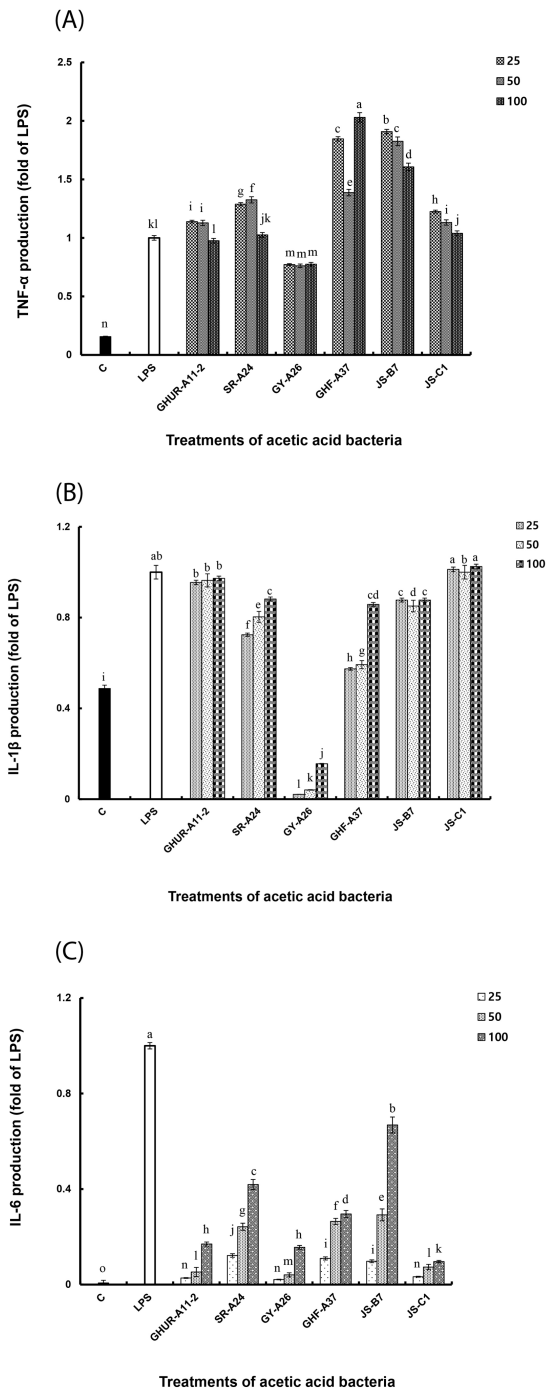 (A)
TNF-α production (fold of LPS)
2.5
2
1.5
1
0.5
0
25
50
100
n
kl
i i l
g f jk
m m m
c e a
b c d
h i j
C LPS GHUR-A11-2 SR-A24 GY-A26 GHF-A37 JS-B7 JS-C1
Treatments of acetic acid bacteria
(B)
IL-1β production (fold of LPS)
1.2
0.8
0.4
0
25
50
100
i
ab
b b b
f e c
l k j
h g cd
c d c
a b a
C LPS GHUR-A11-2 SR-A24 GY-A26 GHF-A37 JS-B7 JS-C1
Treatments of acetic acid bacteria
(C)
IL-6 production (fold of LPS)
1.2
0.8
0.4
0
25
50
100
o
a
n l h
j g c
n m h
i f d
i e b
n l k
C LPS GHUR-A11-2 SR-A24 GY-A26 GHF-A37 JS-B7 JS-C1
Treatments of acetic acid bacteria